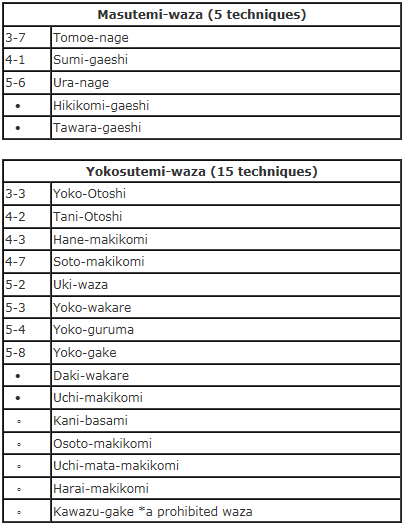 Masutemi-waza (5 techniques)
3-7 Tomoe-nage
4-1 Sumi-gaeshi
5-6 Ura-nage
• Hikikomi-gaeshi
• Tawara-gaeshi
Yokosutemi-waza (15 techniques)
3-3 Yoko-Otoshi
4-2 Tani-Otoshi
4-3 Hane-makikomi
4-7 Soto-makikomi
5-2 Uki-waza
5-3 Yoko-wakare
5-4 Yoko-guruma
5-8 Yoko-gake
• Daki-wakare
• Uchi-makikomi
◦ Kani-basami
◦ Osoto-makikomi
◦ Uchi-mata-makikomi
◦ Harai-makikomi
◦ Kawazu-gake *a prohibited waza